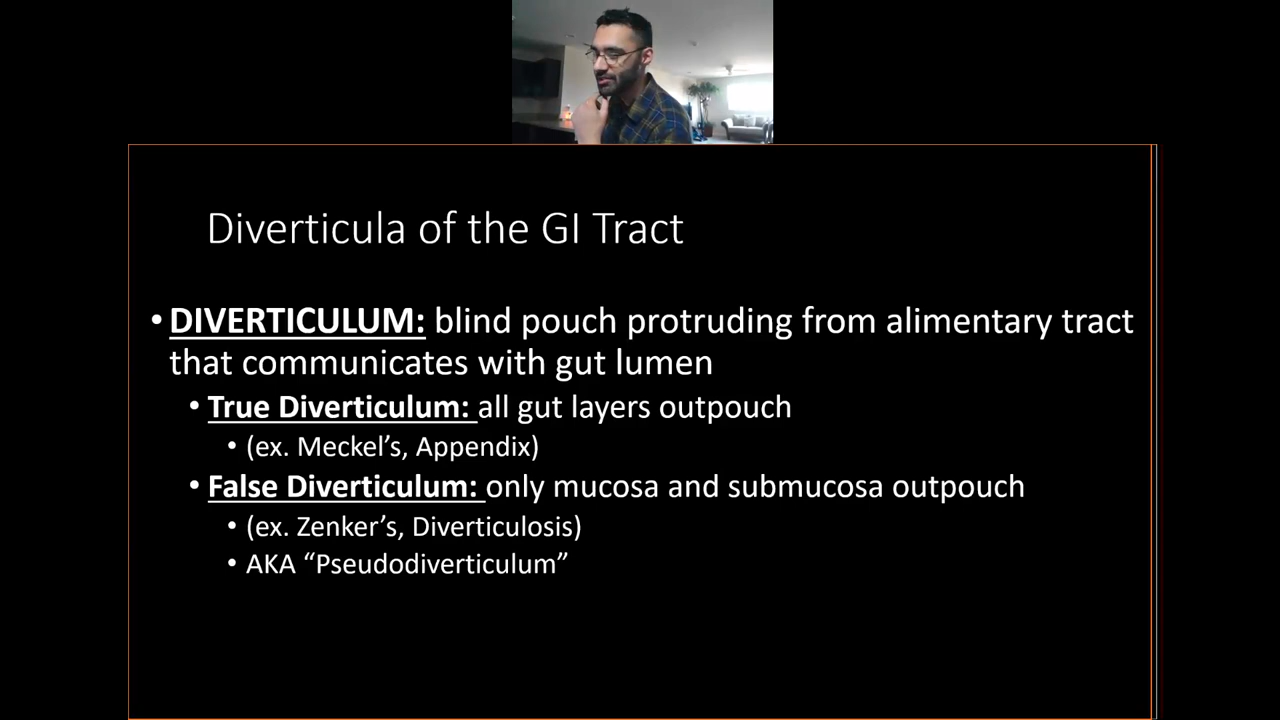 Diverticula of the GI Tract
• DIVERTICULUM: blind pouch protruding from alimentary tract
that communicates with gut lumen
• True Diverticulum: all gut layers outpouch
• (ex. Meckel’s, Appendix)
• False Diverticulum: only mucosa and submucosa outpouch
• (ex. Zenker’s, Diverticulosis)
• AKA “Pseudodiverticulum”